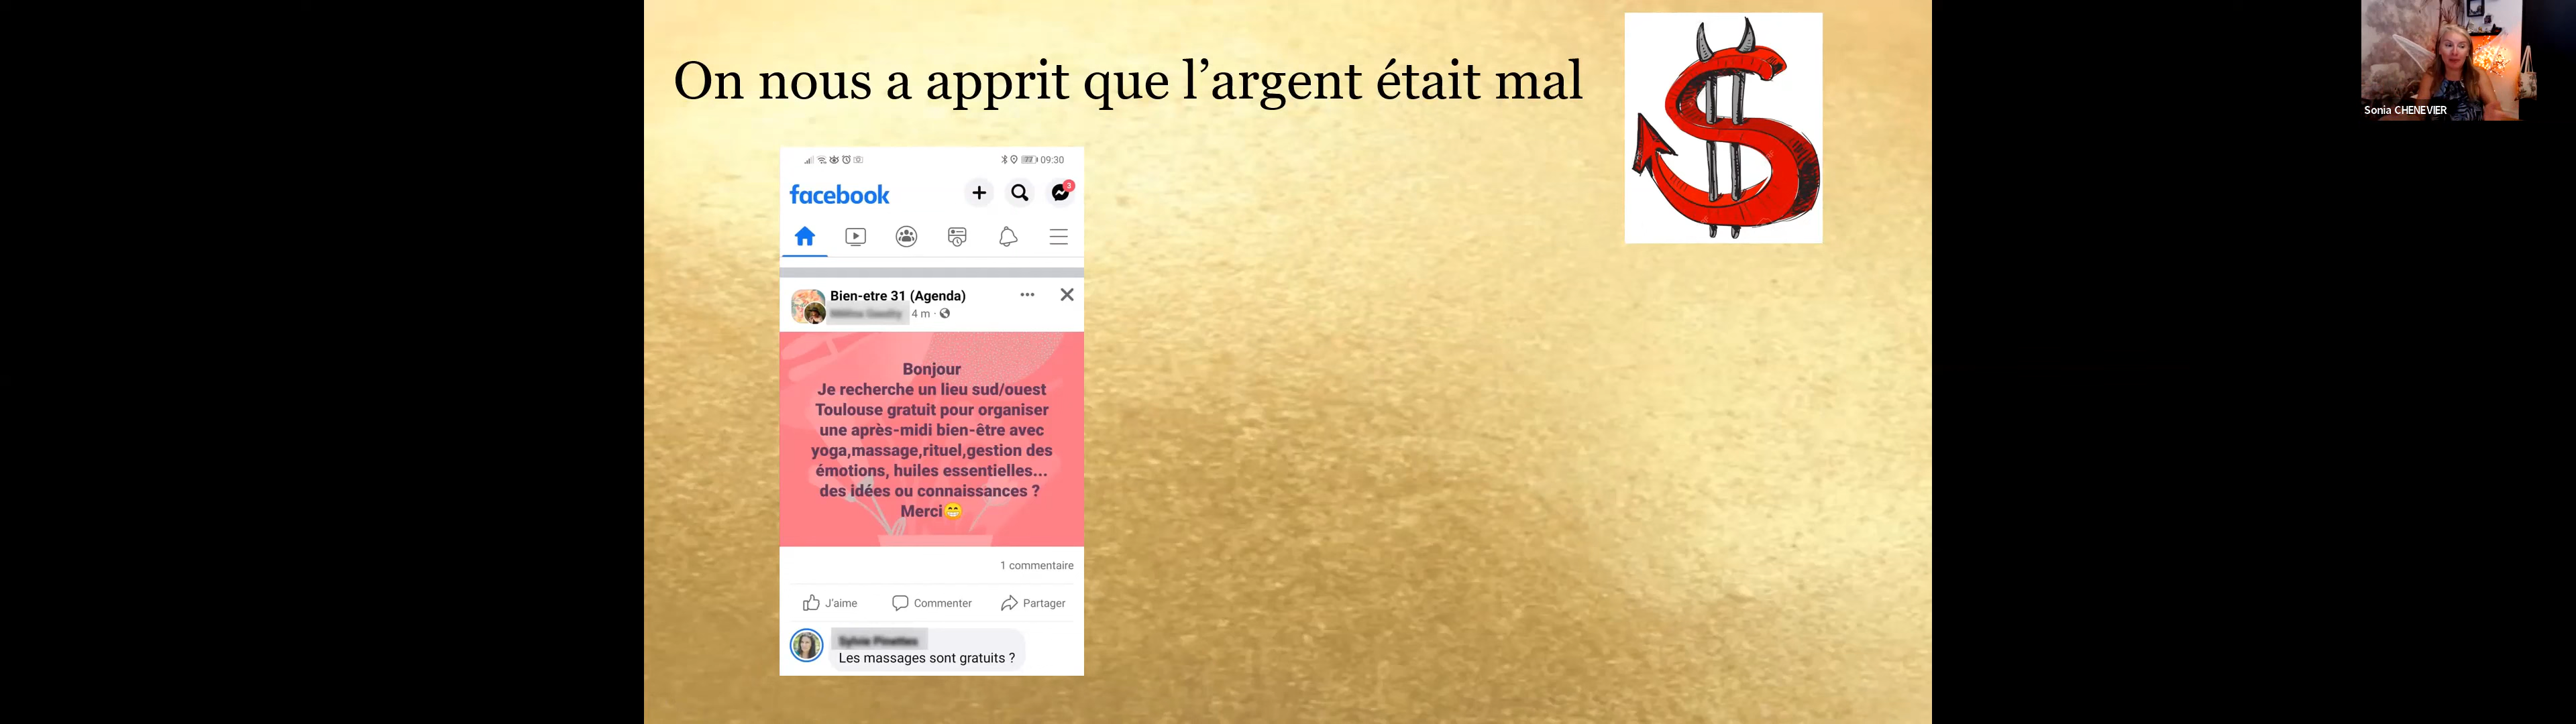 On nous a apprit que l’argent était mal
Sonia CHENEVIER
09:30
facebook
3
Bien-etre 31 (Agenda)
4 m ·
Bonjour
Je recherche un lieu sud/ouest
Toulouse gratuit pour organiser
une après-midi bien-être avec
yoga,massage,rituel,gestion des
émotions, huiles essentielles...
des idées ou connaissances ?
Merci😁
1 commentaire
J'aime Commenter Partager
Les massages sont gratuits ?